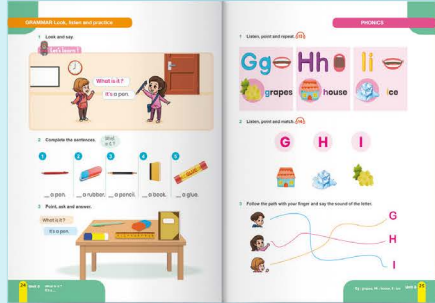 GRAMMAR Look, listen and practice
1 Look and say.
Let's learn!
What is it?
It's a pen.
2 Complete the sentences.
What
is it?
1 2 3 4 5
__ a pen. __ a rubber. __ a pencil. __ a book. __ a glue.
3 Point, ask and answer.
What is it?
It's a pen.
24
PHONICS
1 Listen, point and repeat.
Gg Hh Ii
grapes house ice
2 Listen, point and match.
G H I
3 Follow the path with your finger and say the sound of the letter.
G
H
I
25